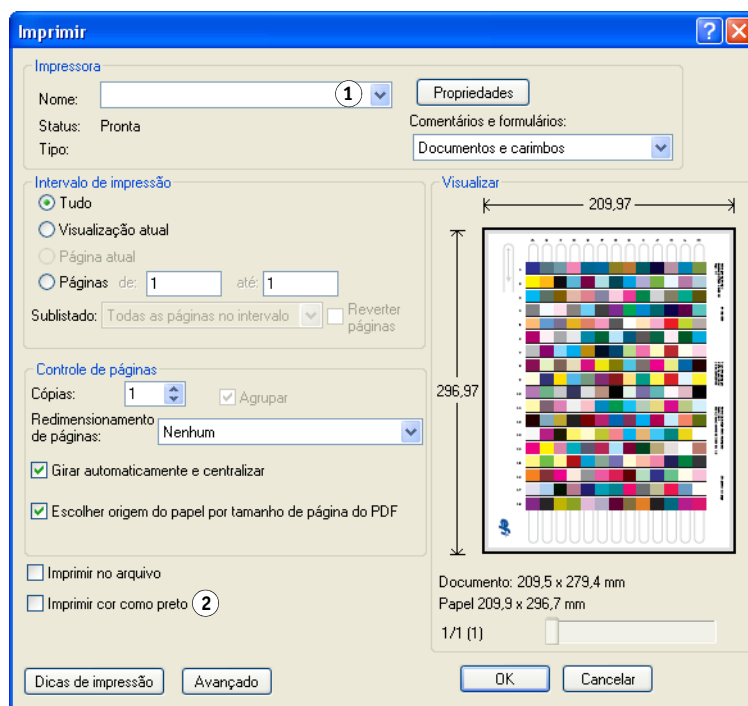 Imprimir
Impressora
Nome: 1
Propriedades
Status: Pronta
Comentários e formulários:
Tipo:
Documentos e carimbos
Intervalo de impressão
Tudo
Visualização atual
Página atual
Páginas de: 1 até: 1
Sublistado: Todas as páginas no intervalo Reverter páginas
Controle de páginas
Cópias: 1 Agrupar
Redimensionamento de páginas: Nenhum
Girar automaticamente e centralizar
Escolher origem do papel por tamanho de página do PDF
Imprimir no arquivo
Imprimir cor como preto 2
Visualizar
209,97
296,97
Documento: 209,5 x 279,4 mm
Papel 209,9 x 296,7 mm
1/1 (1)
Dicas de impressão
Avançado
OK
Cancelar